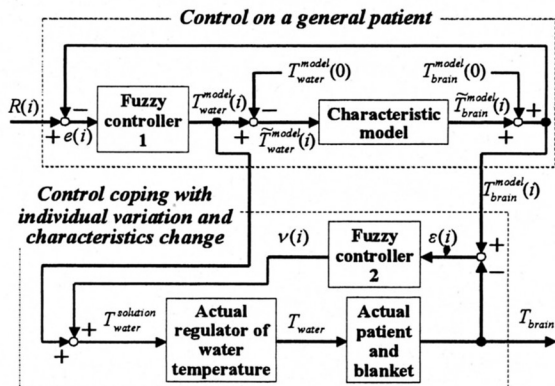 Control on a general patient
T_water^model(0)
T_brain^model(0)
R(i)
−
+
e(i)
Fuzzy
controller
1
T_water^model(i)
−
+
T̃_water^model(i)
Characteristic
model
T̃_brain^model(i)
+
+
Control coping with
individual variation and
characteristics change
T_brain^model(i)
ν(i)
Fuzzy
controller
2
ε(i)
+
−
+
+
T_water^solution
Actual
regulator of
water
temperature
T_water
Actual
patient
and
blanket
T_brain